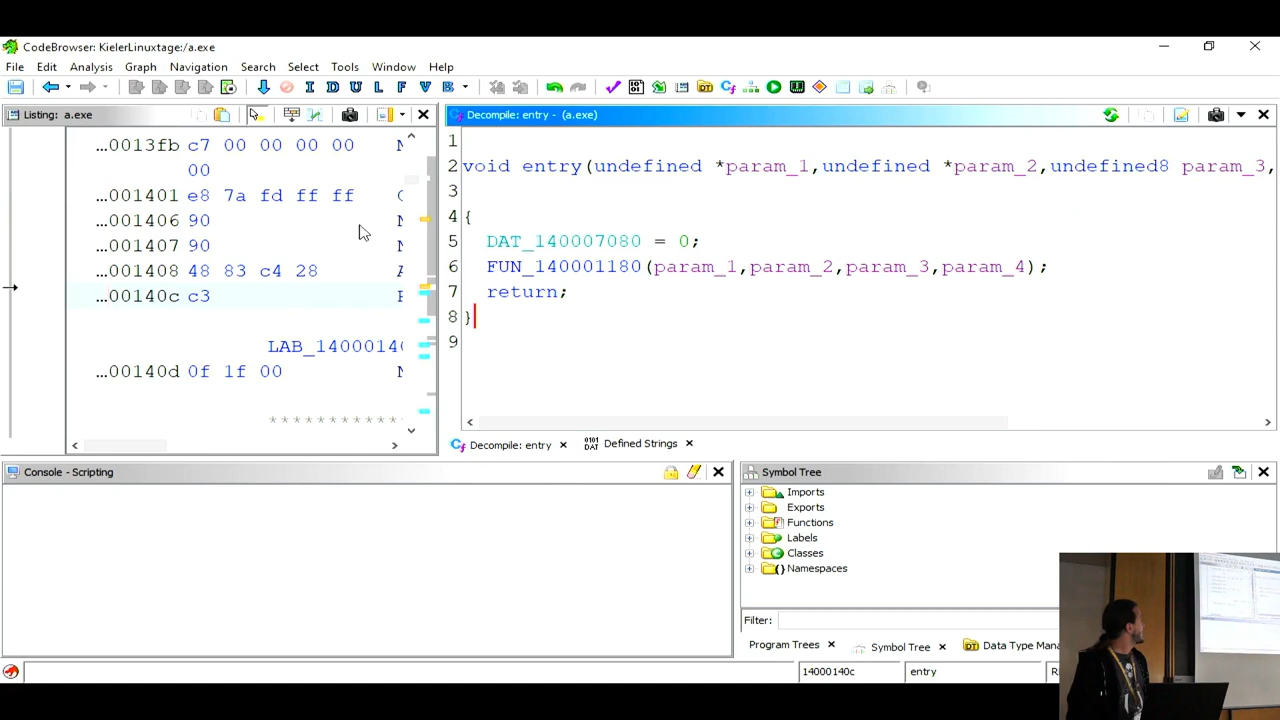 CodeBrowser: KielerLinuxtage:/a.exe
File Edit Analysis Graph Navigation Search Select Tools Window Help
I D U L F V B
Listing: a.exe
...0013fb c7 00 00 00 00
00
...001401 e8 7a fd ff ff
...001406 90
...001407 90
...001408 48 83 c4 28
...00140c c3
LAB_1400014
...00140d 0f 1f 00
************
Decompile: entry - (a.exe)
1
2 void entry(undefined *param_1,undefined *param_2,undefined8 param_3,
3
4 {
5 DAT_140007080 = 0;
6 FUN_140001180(param_1,param_2,param_3,param_4);
7 return;
8 }
9
Decompile: entry Defined Strings
Console - Scripting
Symbol Tree
Imports
Exports
Functions
Labels
Classes
Namespaces
Filter:
Program Trees Symbol Tree Data Type Mana
14000140c entry